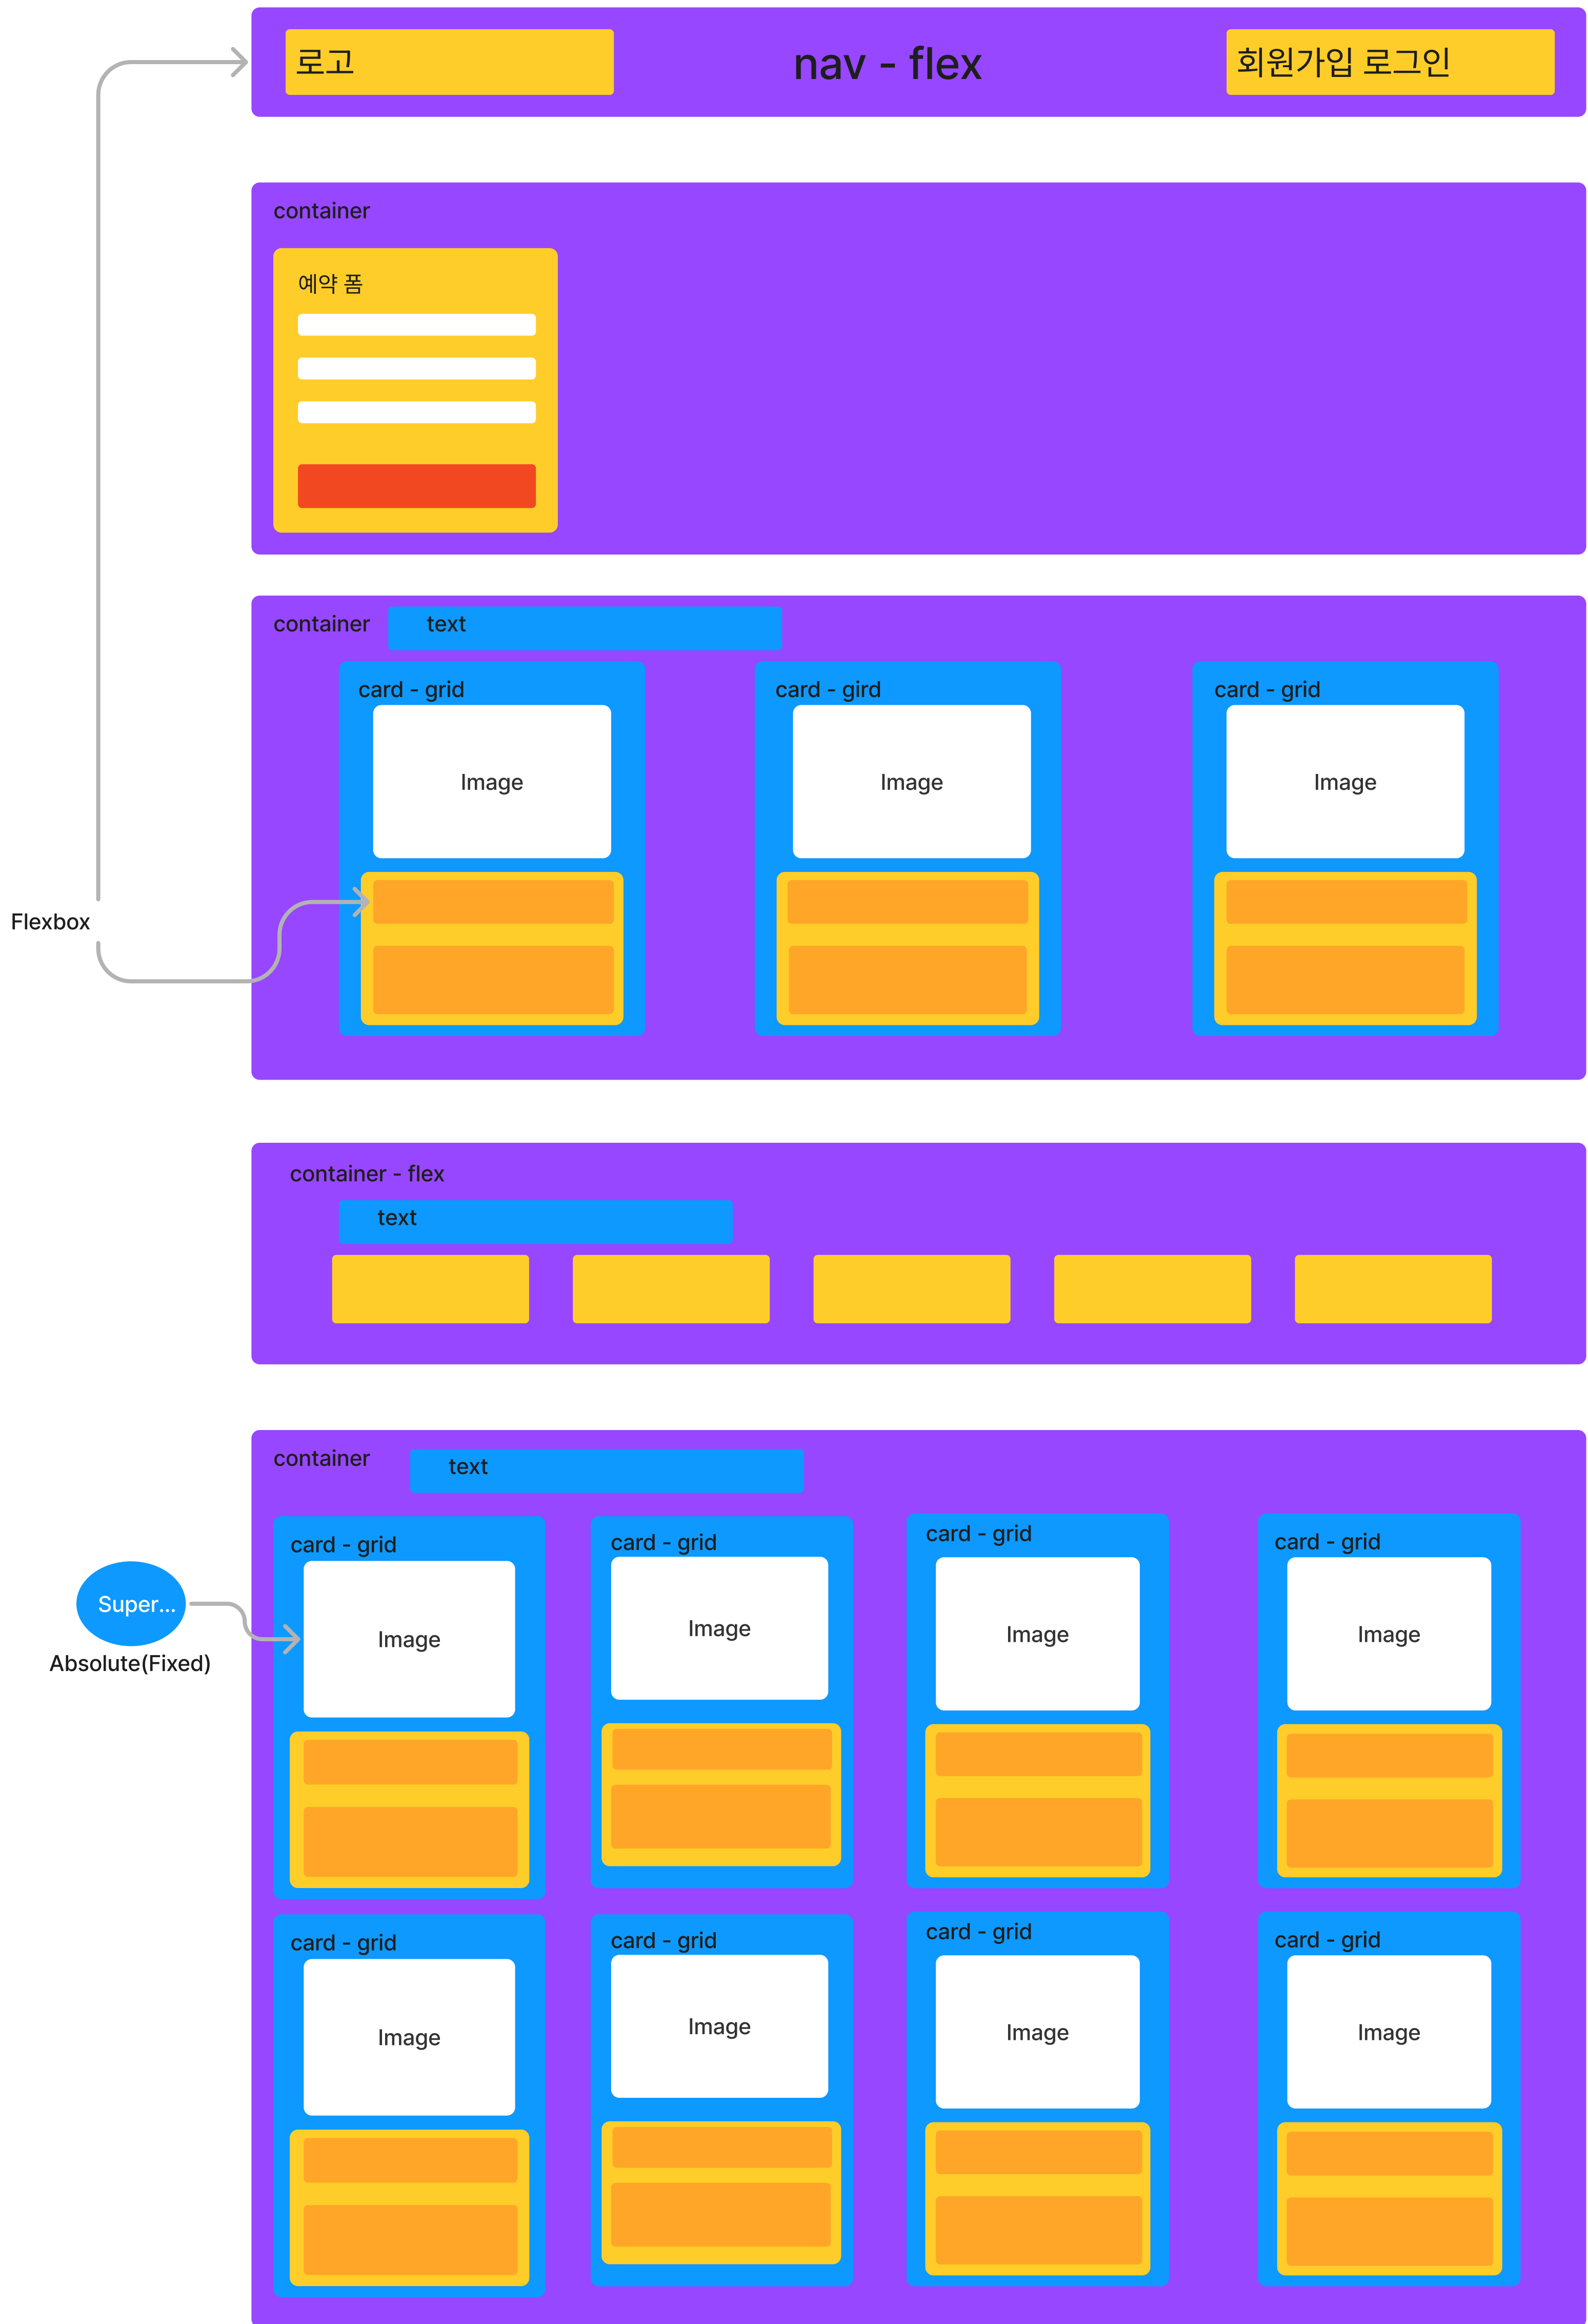 로고
nav - flex
회원가입 로그인
container
예약 폼
container
text
card - grid
card - gird
card - grid
Image
Image
Image
Flexbox
container - flex
text
container
text
card - grid
card - grid
card - grid
card - grid
Super...
Absolute(Fixed)
Image
Image
Image
Image
card - grid
card - grid
card - grid
card - grid
Image
Image
Image
Image